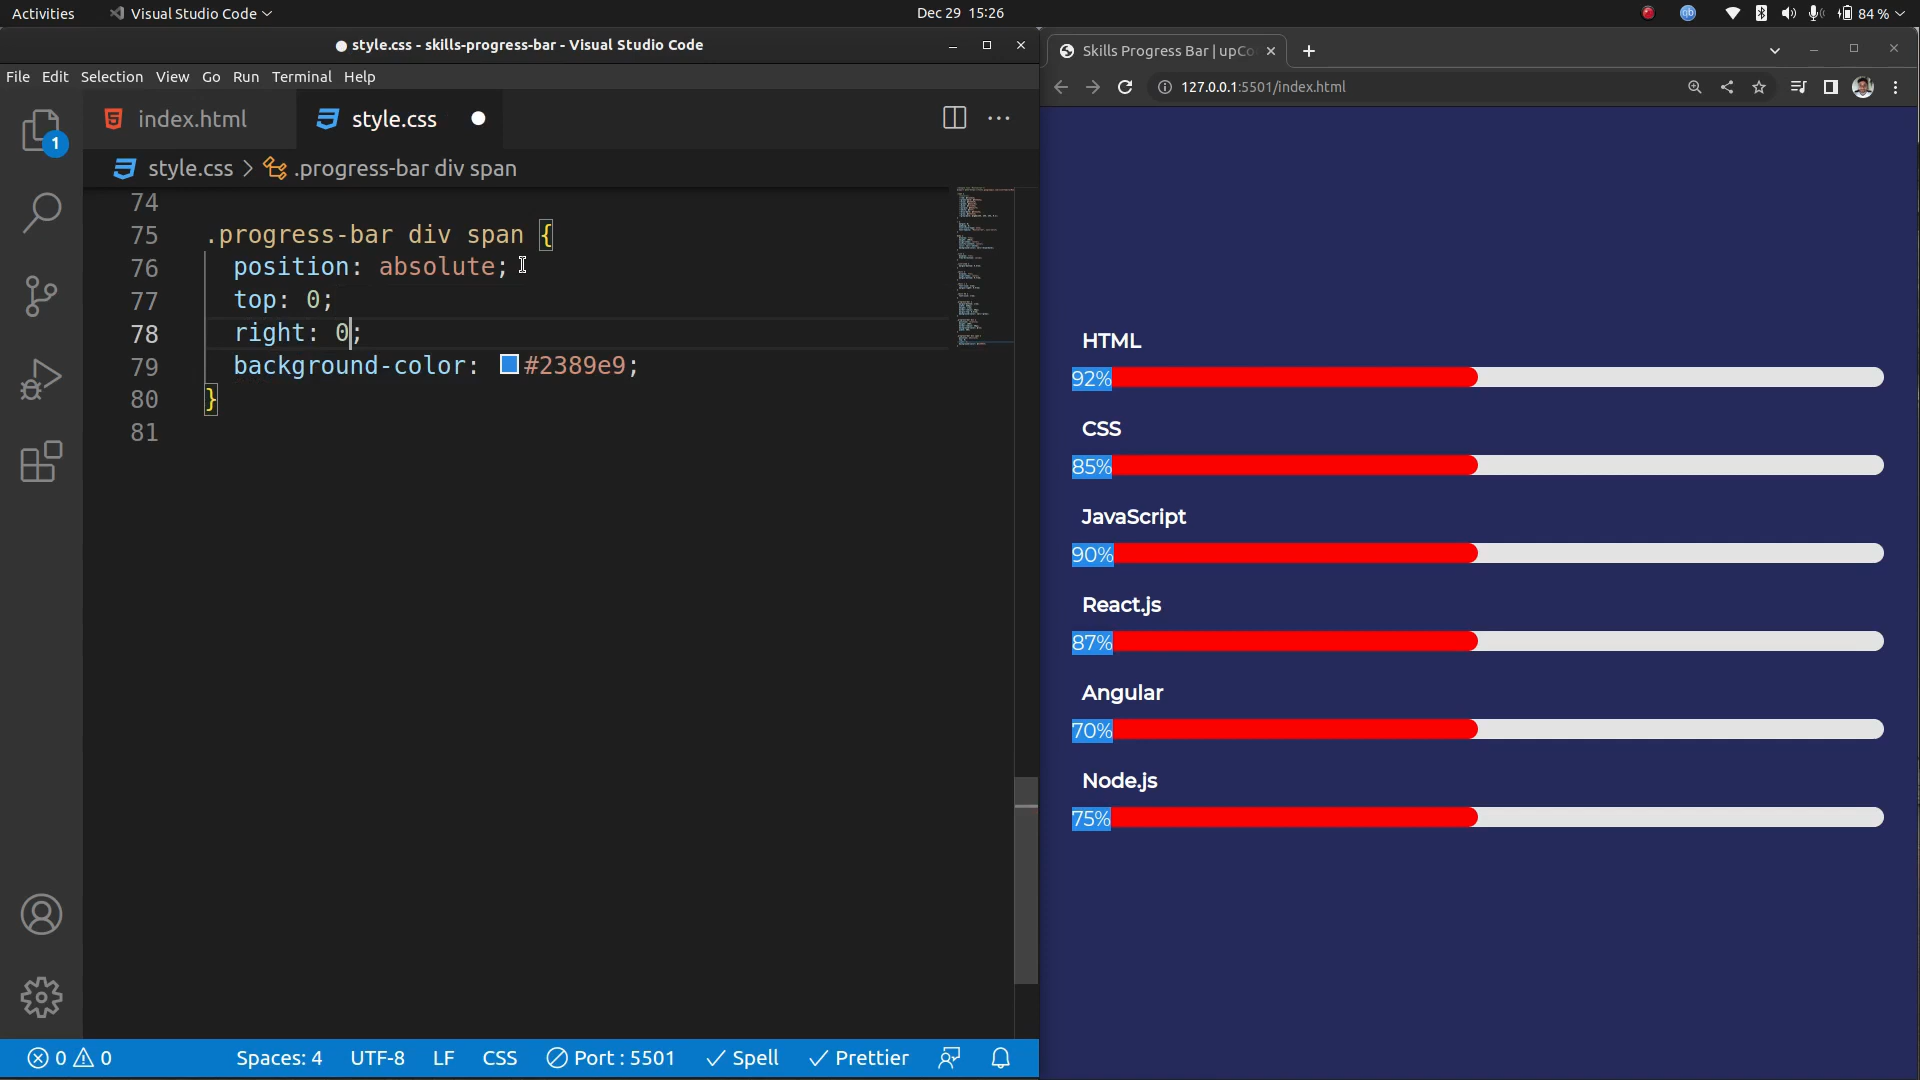 Activities
Visual Studio Code
Dec 29 15:26
84 %
style.css - skills-progress-bar - Visual Studio Code
File Edit Selection View Go Run Terminal Help
index.html
style.css
style.css > .progress-bar div span
1
74
75 .progress-bar div span {
76 position: absolute;
77 top: 0;
78 right: 0;
79 background-color: #2389e9;
80 }
81
0 0
Spaces: 4
UTF-8
LF
CSS
Port : 5501
Spell
Prettier
Skills Progress Bar | upCo
127.0.0.1:5501/index.html
HTML
92%
CSS
85%
JavaScript
90%
React.js
87%
Angular
70%
Node.js
75%